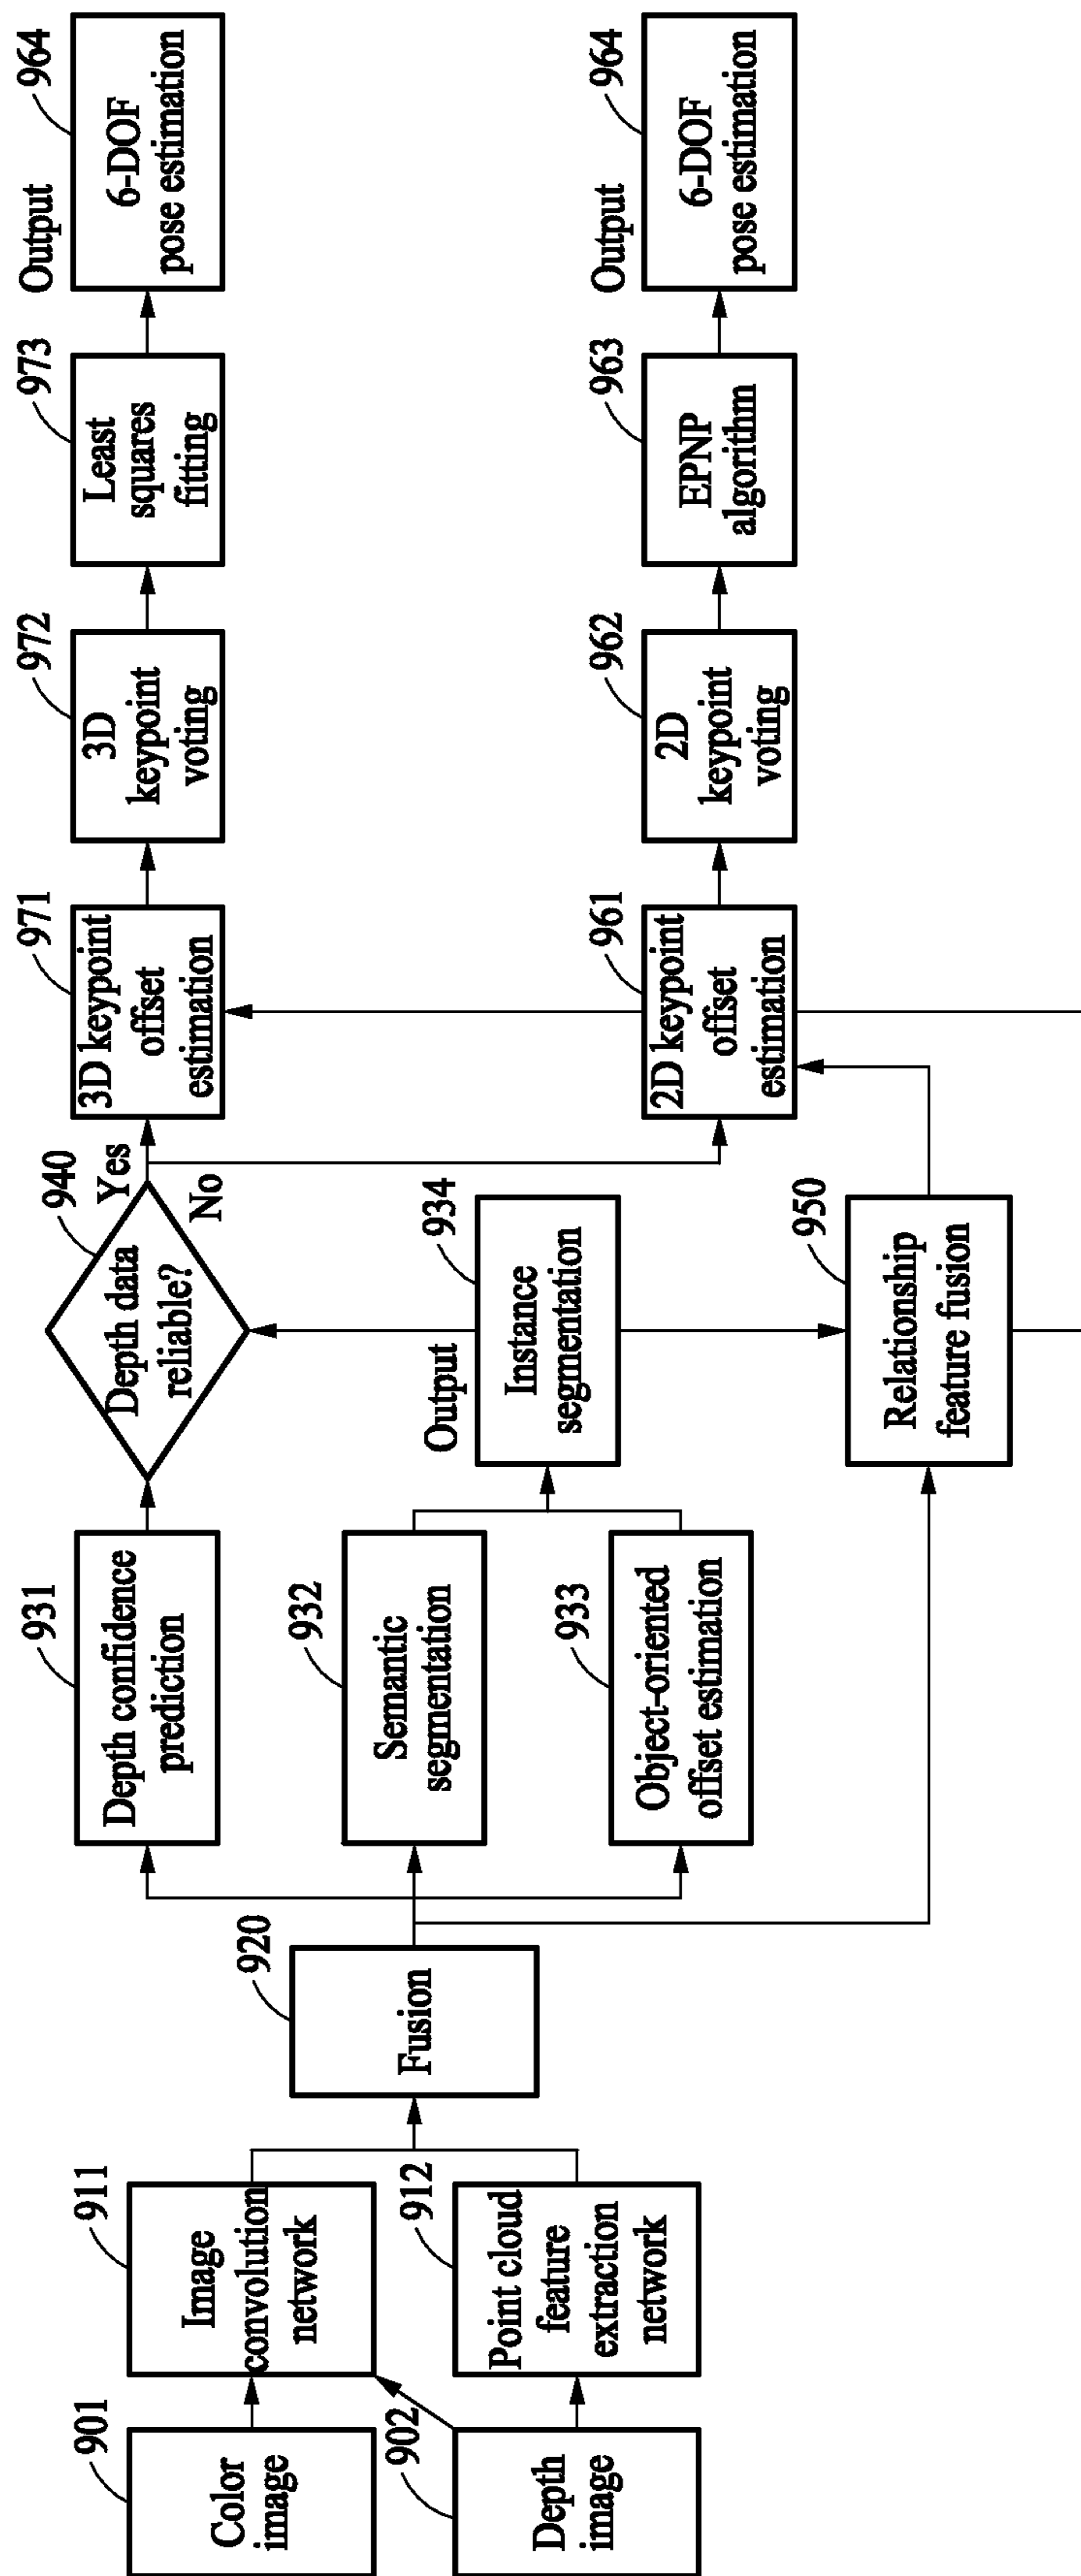 901
Color
image
902
Depth
image
911
Image
convolution
network
912
Point cloud
feature
extraction
network
920
Fusion
931
Depth confidence
prediction
932
Semantic
segmentation
933
Object-oriented
offset estimation
940
Depth data
reliable?
Yes
No
Output
934
Instance
segmentation
950
Relationship
feature fusion
971
3D keypoint
offset
estimation
961
2D keypoint
offset
estimation
972
3D
keypoint
voting
962
2D
keypoint
voting
973
Least
squares
fitting
963
EPNP
algorithm
Output
964
6-DOF
pose estimation
Output
964
6-DOF
pose estimation